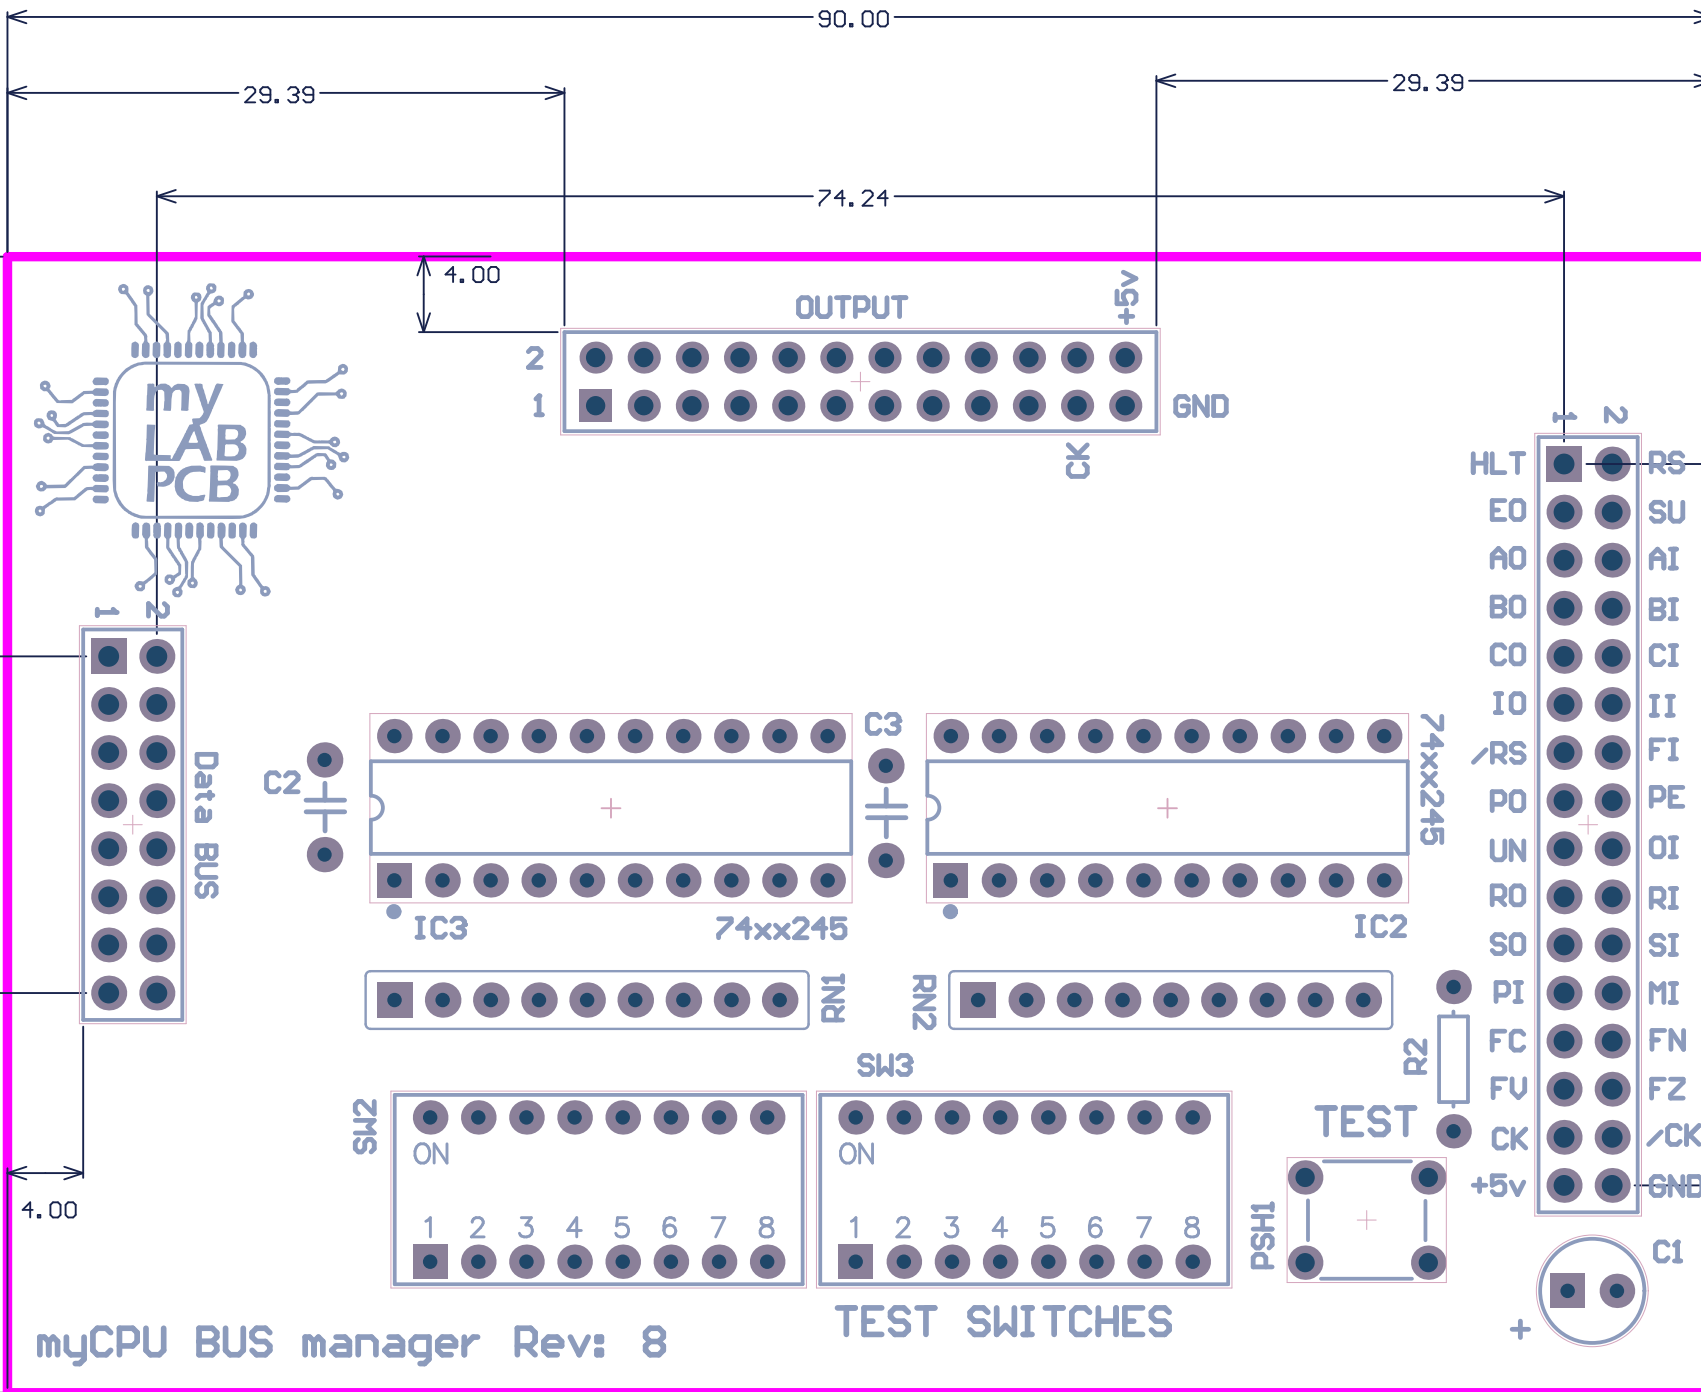 90.00
29.39
29.39
74.24
4.00
OUTPUT
+5v
2
1
GND
CK
my
LAB
PCB
1 2
HLT RS
EO SU
AO AI
BO BI
CO CI
IO II
/RS FI
PO PE
UN OI
RO RI
SO SI
PI MI
FC FN
FV FZ
CK /CK
+5v GND
1 2
Data BUS
C2
C3
74xx245
IC3
74xx245
IC2
RN1
RN2
R2
SW2
SW3
ON
1 2 3 4 5 6 7 8
ON
1 2 3 4 5 6 7 8
TEST
PSH1
C1
+
4.00
TEST SWITCHES
myCPU BUS manager Rev: 8